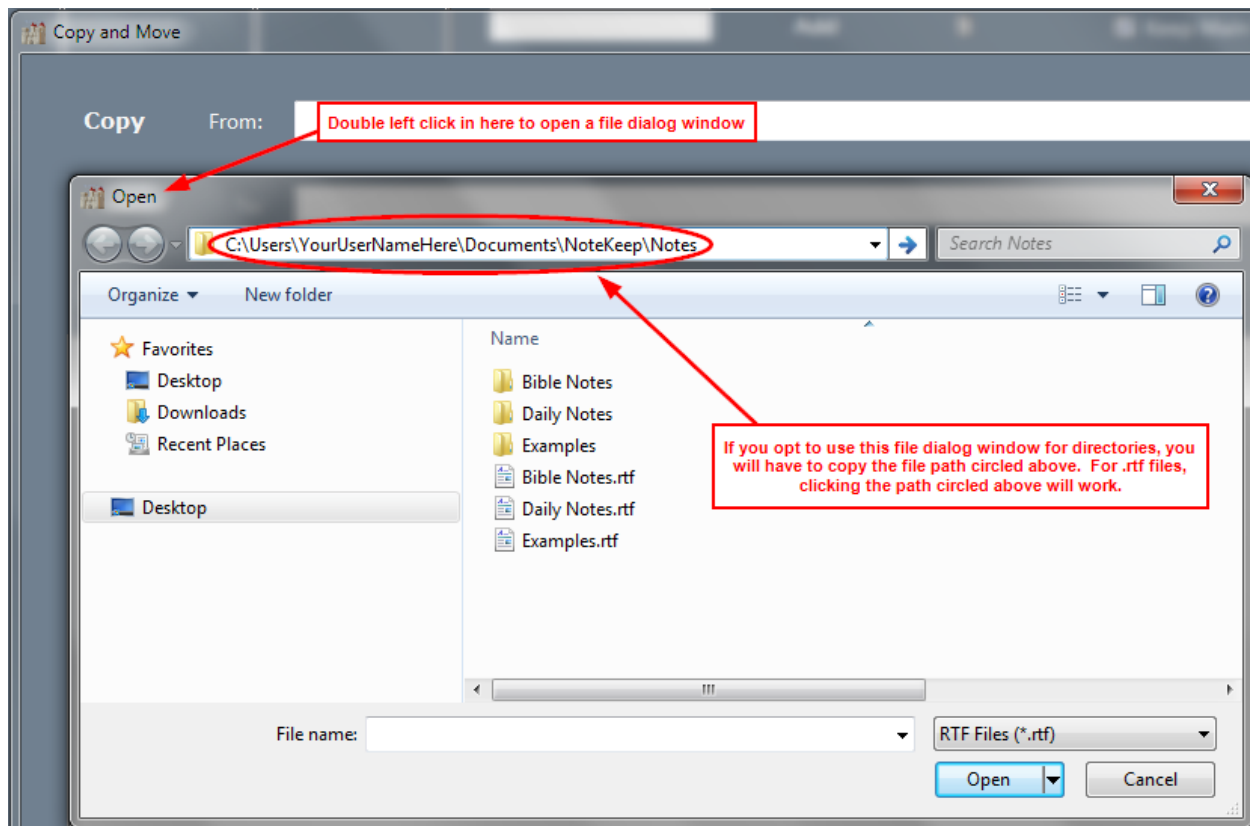 Copy and Move
Copy From:
Double left click in here to open a file dialog window
Open
C:\Users\YourUserNameHere\Documents\NoteKeep\Notes
Search Notes
Organize New folder
Favorites
Desktop
Downloads
Recent Places
Desktop
Name
Bible Notes
Daily Notes
Examples
Bible Notes.rtf
Daily Notes.rtf
Examples.rtf
If you opt to use this file dialog window for directories, you
will have to copy the file path circled above. For .rtf files,
clicking the path circled above will work.
File name:
RTF Files (*.rtf)
Open Cancel